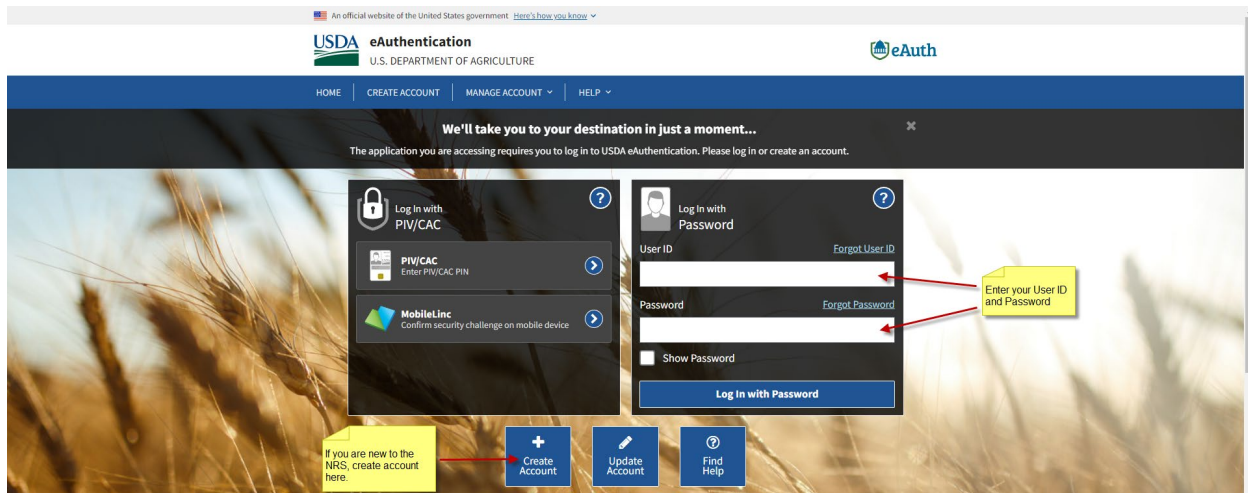 An official website of the United States government Here's how you know
USDA
eAuthentication
U.S. DEPARTMENT OF AGRICULTURE
eAuth
HOME
CREATE ACCOUNT
MANAGE ACCOUNT
HELP
We'll take you to your destination in just a moment...
The application you are accessing requires you to log in to USDA eAuthentication. Please log in or create an account.
Log In with
PIV/CAC
?
PIV/CAC
Enter PIV/CAC PIN
MobileLinc
Confirm security challenge on mobile device
Log In with
Password
?
User ID
Forgot User ID
Password
Forgot Password
Show Password
Log In with Password
Enter your User ID
and Password
If you are new to the
NRS, create account
here.
Create
Account
Update
Account
?
Find
Help